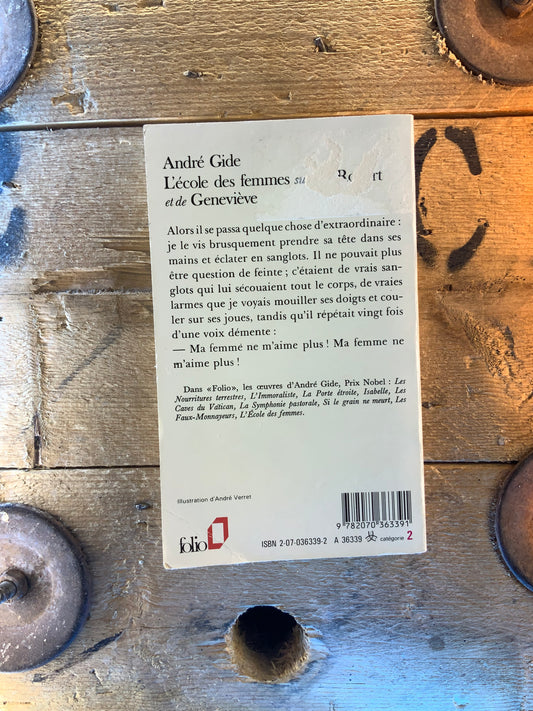 André Gide
L'école des femmes su
et de Geneviève
Alors il se passa quelque chose d'extraordinaire :
je le vis brusquement prendre sa tête dans ses
mains et éclater en sanglots. Il ne pouvait plus
être question de feinte ; c'étaient de vrais san-
glots qui lui sécouaient tout le corps, de vraies
larmes que je voyais mouiller ses doigts et cou-
ler sur ses joues, tandis qu'il répétait vingt fois
d'une voix démente :
— Ma femme ne m'aime plus ! Ma femme ne
m'aime plus !
Dans «Folio», les œuvres d'André Gide, Prix Nobel : Les
Nourritures terrestres, L'Immoraliste, La Porte étroite, Isabelle, Les
Caves du Vatican, La Symphonie pastorale, Si le grain ne meurt, Les
Faux-Monnayeurs, L'École des femmes.
Illustration d'André Verret
9 782070 363391
folio
ISBN 2-07-036339-2 A 36339 catégorie 2